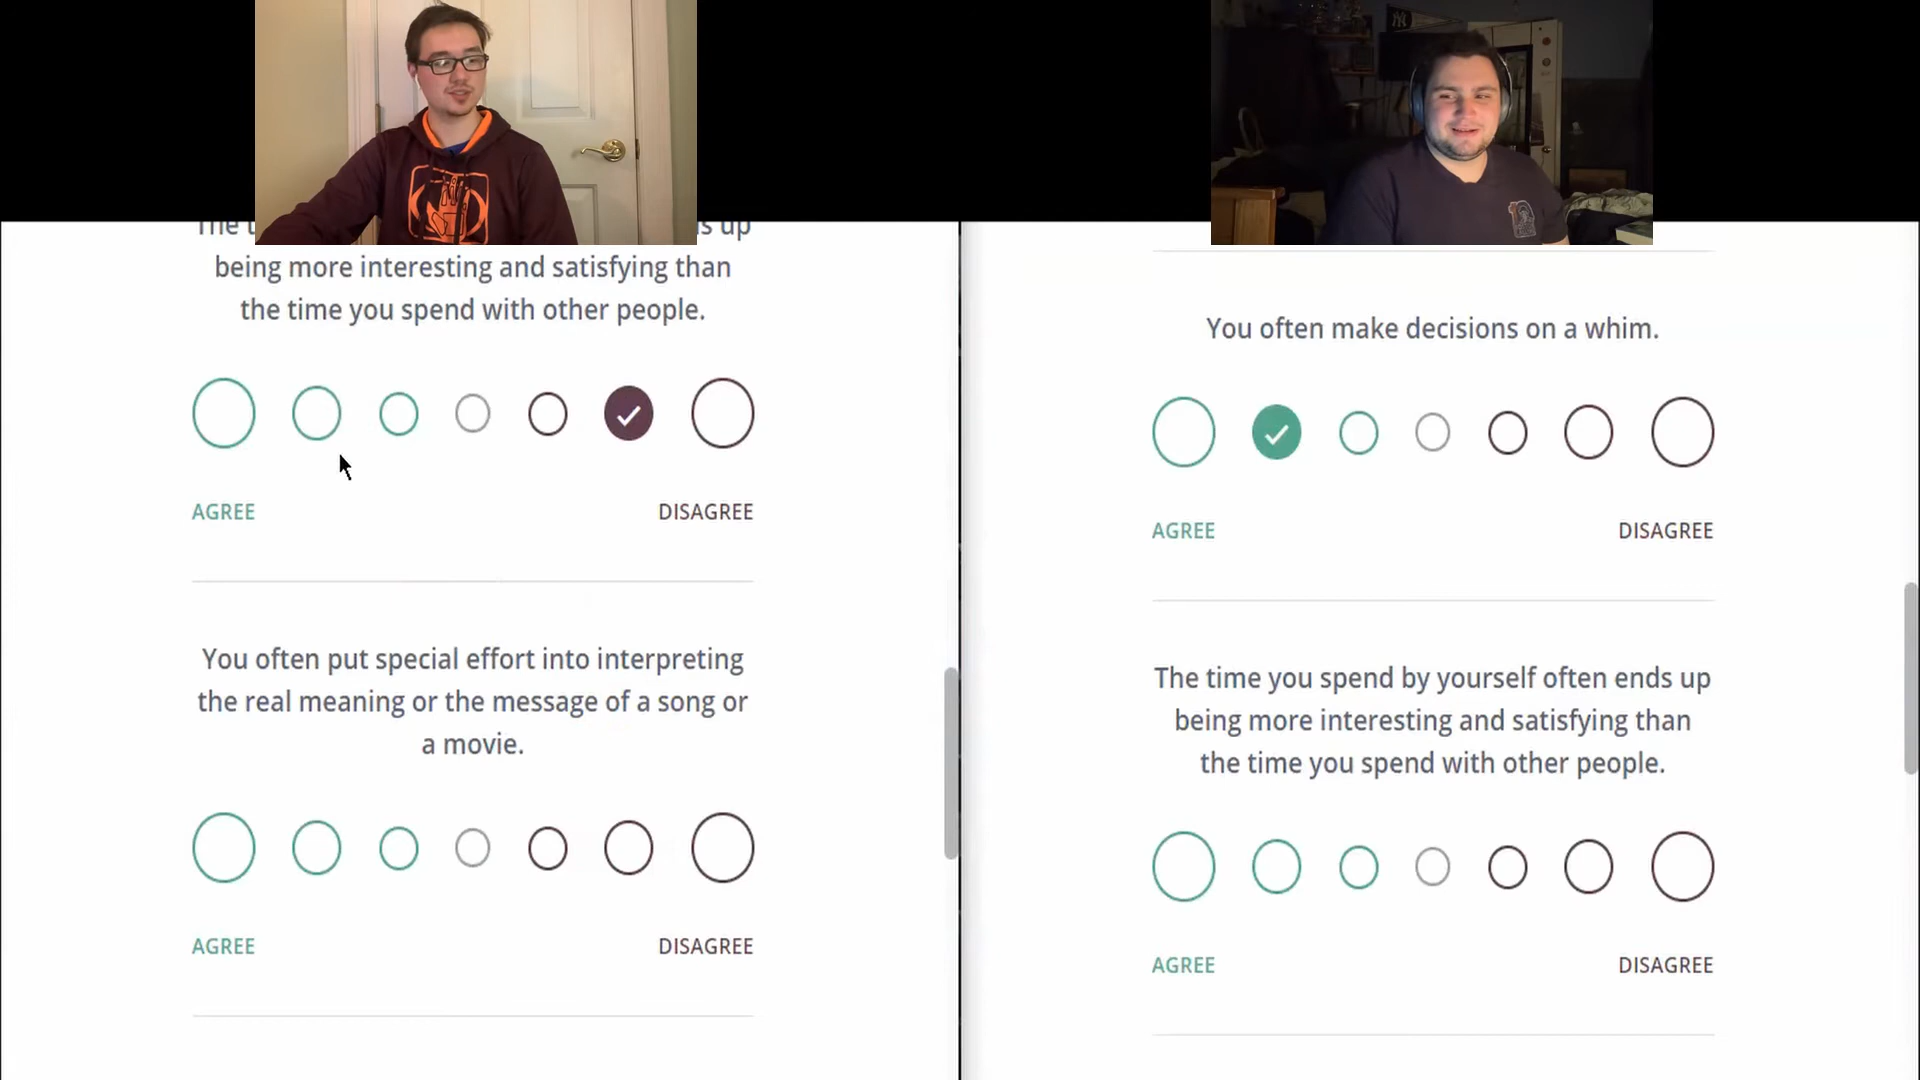 being more interesting and satisfying than
the time you spend with other people.
AGREE
DISAGREE
You often put special effort into interpreting
the real meaning or the message of a song or
a movie.
AGREE
DISAGREE
You often make decisions on a whim.
AGREE
DISAGREE
The time you spend by yourself often ends up
being more interesting and satisfying than
the time you spend with other people.
AGREE
DISAGREE